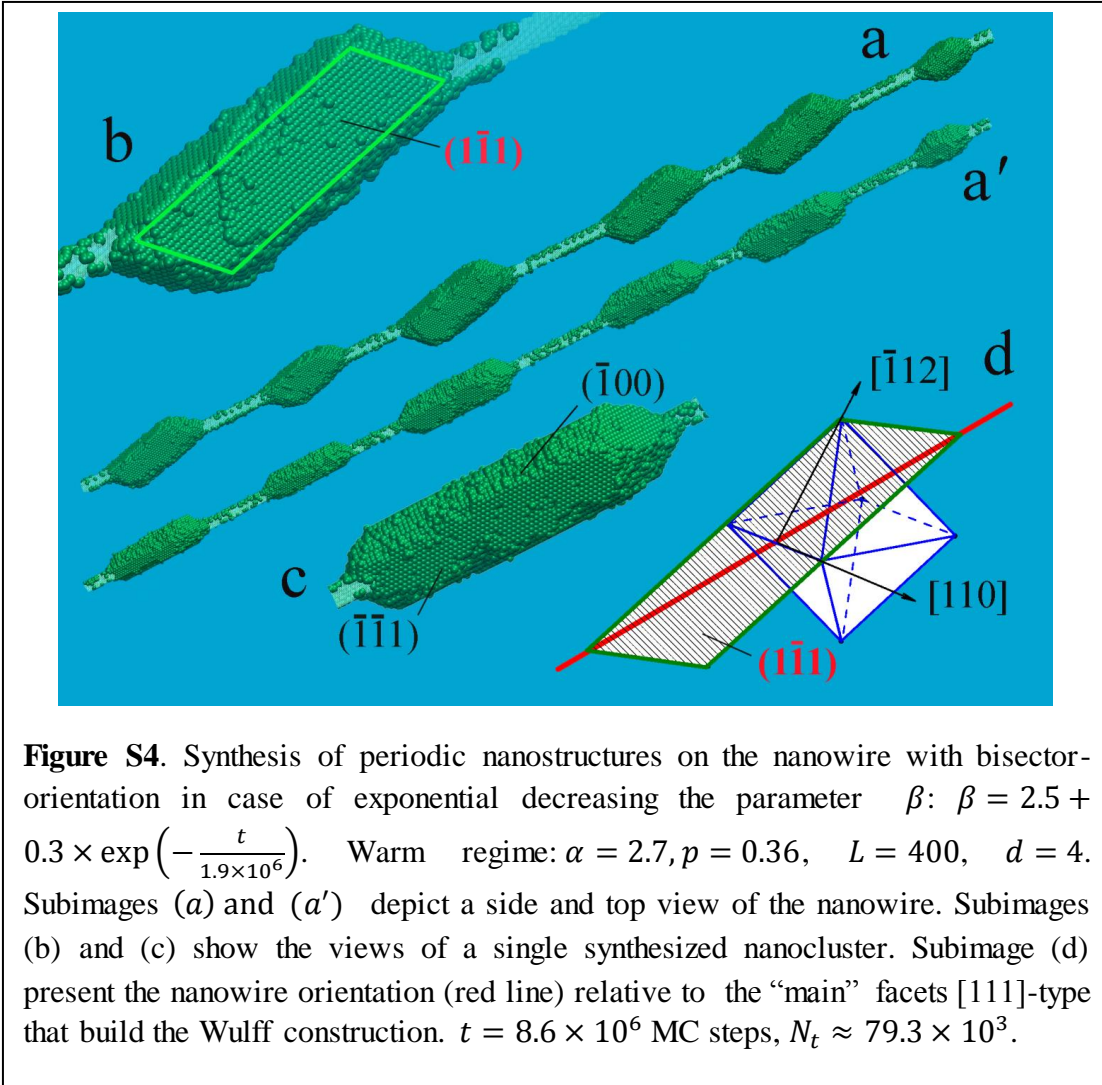 a
b
(11̄1)
a′
[1̄12]
d
(1̄00)
c
[110]
(1̄1̄1)
(11̄1)
Figure S4. Synthesis of periodic nanostructures on the nanowire with bisector-
orientation in case of exponential decreasing the parameter β: β = 2.5 +
0.3 × exp(−t/(1.9×10⁶)). Warm regime: α = 2.7, p = 0.36, L = 400, d = 4.
Subimages (a) and (a′) depict a side and top view of the nanowire. Subimages
(b) and (c) show the views of a single synthesized nanocluster. Subimage (d)
present the nanowire orientation (red line) relative to the “main” facets [111]-type
that build the Wulff construction. t = 8.6 × 10⁶ MC steps, Nₜ ≈ 79.3 × 10³.